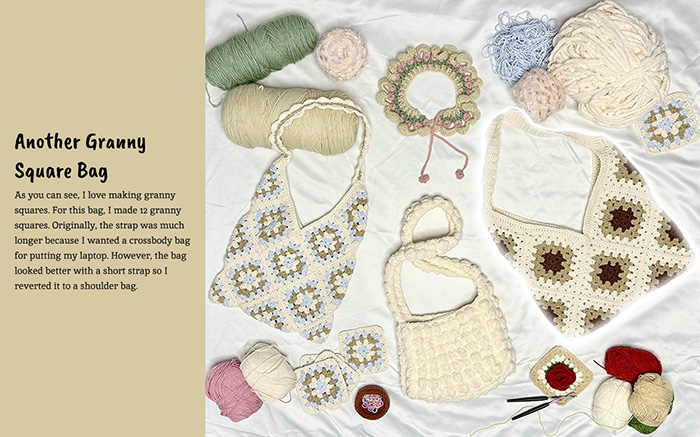 Another Granny
Square Bag
As you can see, I love making granny
squares. For this bag, I made 12 granny
squares. Originally, the strap was much
longer because I wanted a crossbody bag
for putting my laptop. However, the bag
looked better with a short strap so I
reverted it to a shoulder bag.